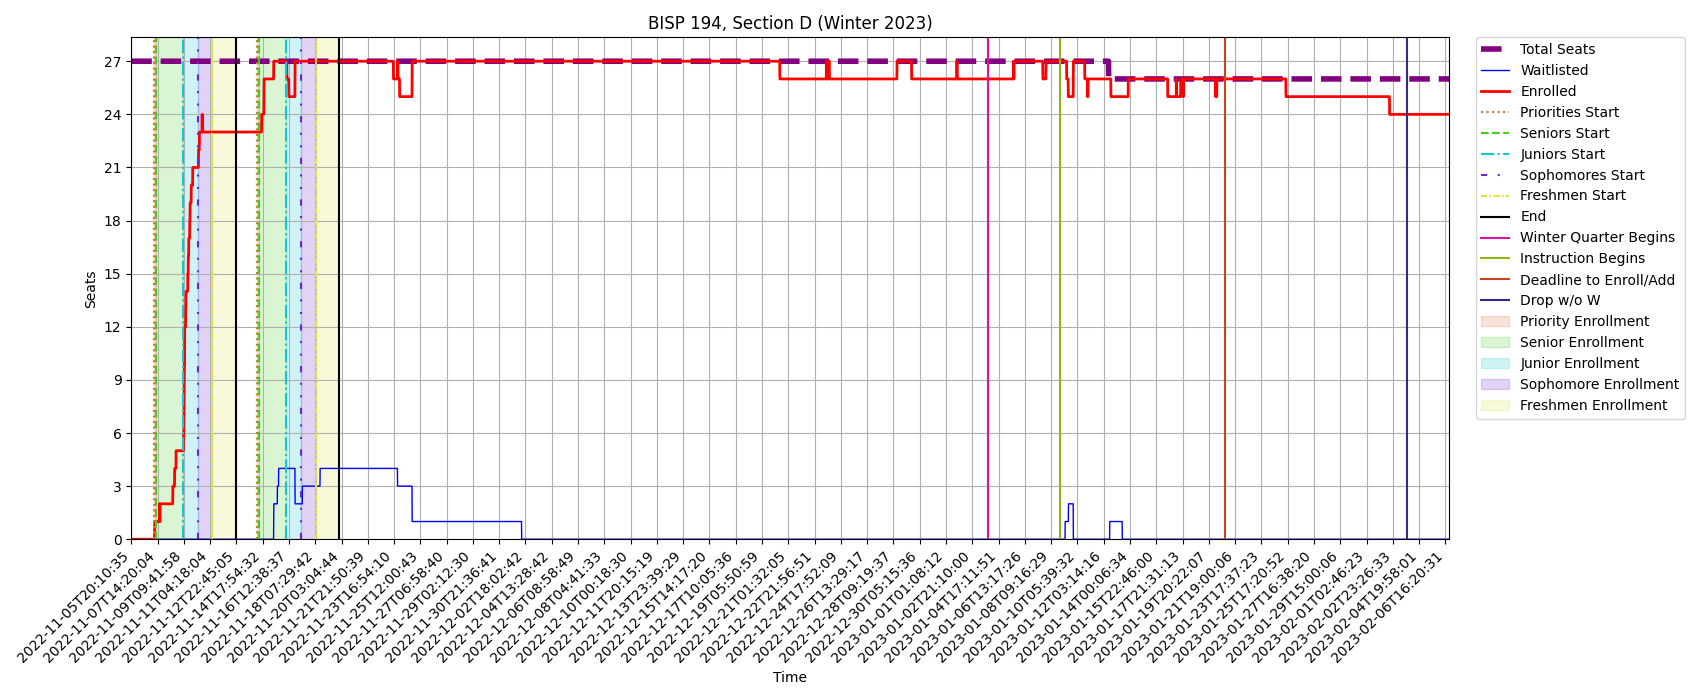 BISP 194, Section D (Winter 2023)
Seats
27
24
21
18
15
12
9
6
3
0
2022-11-05T20:10:35
2022-11-07T14:20:04
2022-11-09T09:41:58
2022-11-11T04:18:04
2022-11-12T22:45:05
2022-11-14T17:54:32
2022-11-16T12:38:37
2022-11-18T07:29:42
2022-11-20T03:04:44
2022-11-21T21:50:39
2022-11-23T16:54:10
2022-11-25T12:00:43
2022-11-27T06:58:40
2022-11-29T02:12:30
2022-11-30T21:36:41
2022-12-02T18:02:42
2022-12-04T13:28:42
2022-12-06T08:58:49
2022-12-08T04:41:33
2022-12-10T00:18:30
2022-12-11T20:15:19
2022-12-13T23:39:29
2022-12-15T14:17:20
2022-12-17T11:05:36
2022-12-19T05:50:59
2022-12-21T01:32:05
2022-12-22T21:56:51
2022-12-24T17:52:09
2022-12-26T13:29:17
2022-12-28T09:19:37
2022-12-30T05:15:36
2023-01-01T01:08:12
2023-01-02T21:10:00
2023-01-04T17:11:51
2023-01-06T13:17:26
2023-01-08T09:16:29
2023-01-10T05:39:32
2023-01-12T03:14:16
2023-01-14T00:06:34
2023-01-15T22:46:00
2023-01-17T21:31:13
2023-01-19T20:22:07
2023-01-21T19:00:06
2023-01-23T17:37:23
2023-01-25T17:20:52
2023-01-27T16:38:20
2023-01-29T15:00:06
2023-02-01T02:46:23
2023-02-02T23:26:33
2023-02-04T19:58:01
2023-02-06T16:20:31
Time
Total Seats
Waitlisted
Enrolled
Priorities Start
Seniors Start
Juniors Start
Sophomores Start
Freshmen Start
End
Winter Quarter Begins
Instruction Begins
Deadline to Enroll/Add
Drop w/o W
Priority Enrollment
Senior Enrollment
Junior Enrollment
Sophomore Enrollment
Freshmen Enrollment